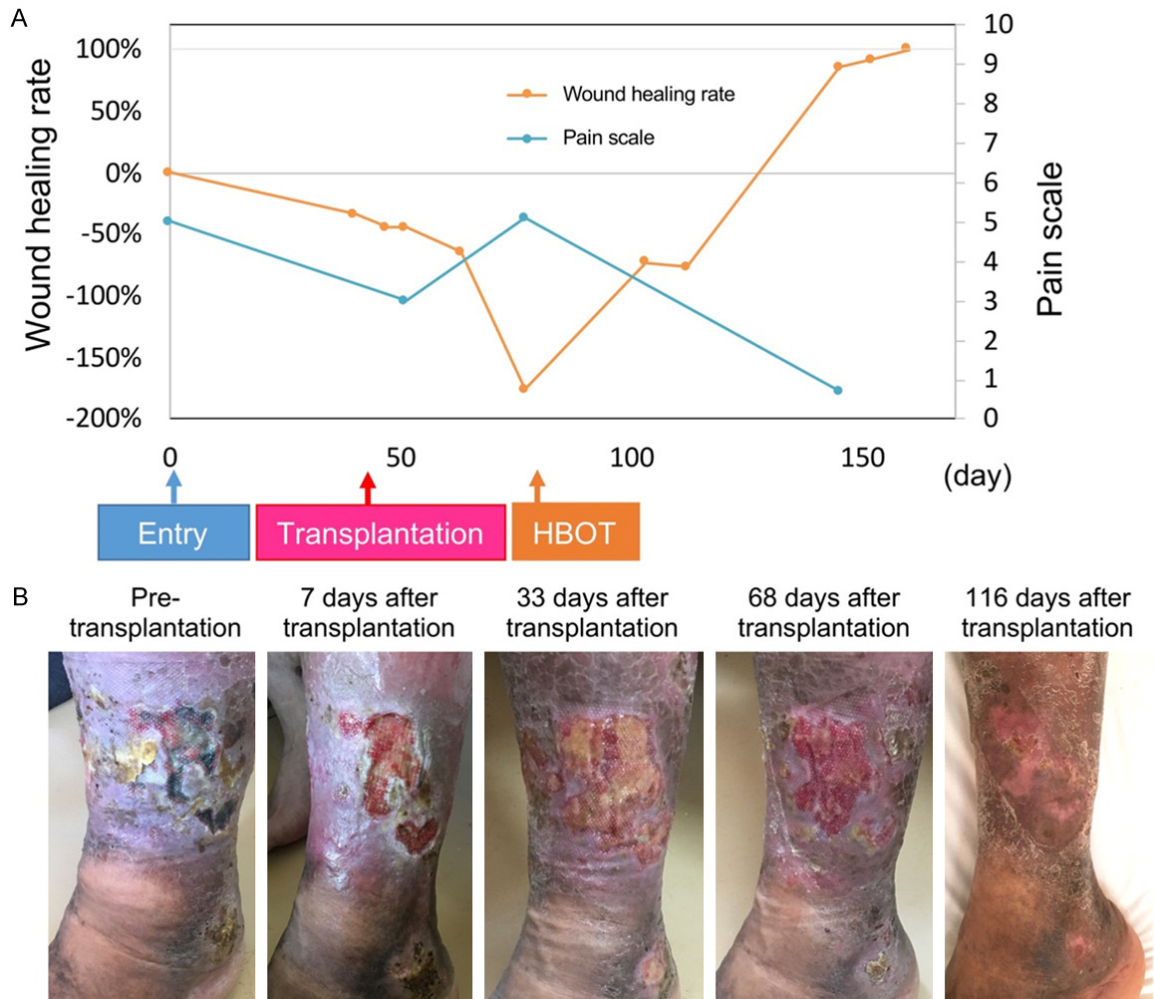 A
Wound healing rate
100%
50%
0%
-50%
-100%
-150%
-200%
Wound healing rate
Pain scale
10
9
8
7
6
5
4
3
2
1
0
Pain scale
0
50
100
150
(day)
Entry
Transplantation
HBOT
B
Pre-
transplantation
7 days after
transplantation
33 days after
transplantation
68 days after
transplantation
116 days after
transplantation